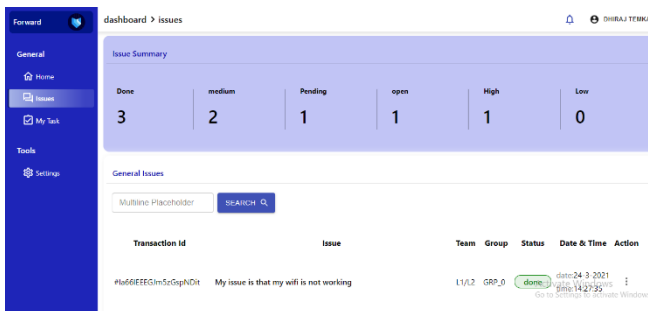 Forward
dashboard > issues
DHIRAJ TEMKA
General
Home
Issues
My Task
Tools
Settings
Issue Summary
Done medium Pending open High Low
3 2 1 1 1 0
General Issues
Multiline Placeholder SEARCH
Transaction Id Issue Team Group Status Date & Time Action
My issue is that my wifi is not working L1/L2 GRP_0 done date:24-3-2021
time:14:27:35
Activate Windows
Go to Settings to activate Windows